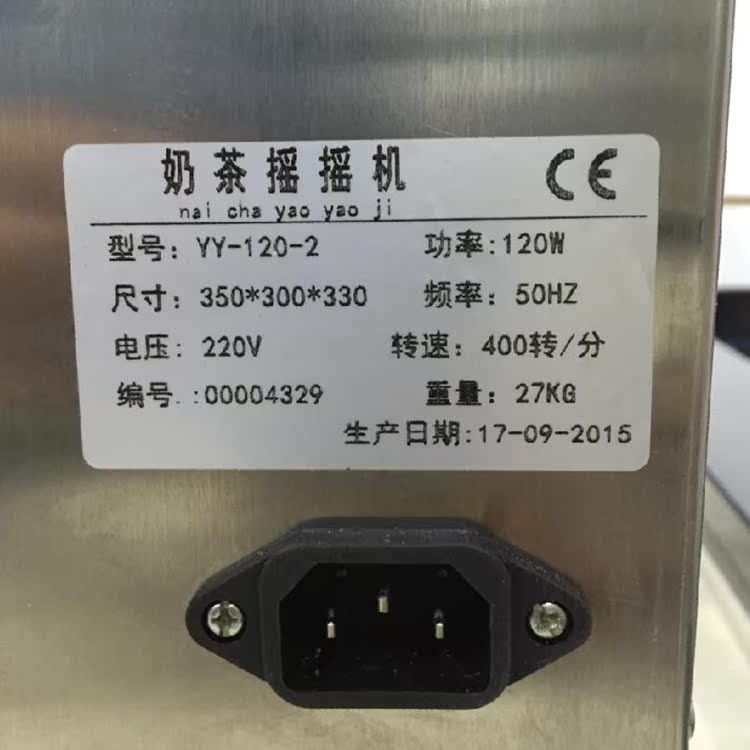 奶茶摇摇机 CE
nai cha yao yao ji
型号: YY-120-2 功率:120W
尺寸: 350*300*330 频率: 50HZ
电压: 220V 转速: 400转/分
编号.:00004329 重量: 27KG
生产日期:17-09-2015